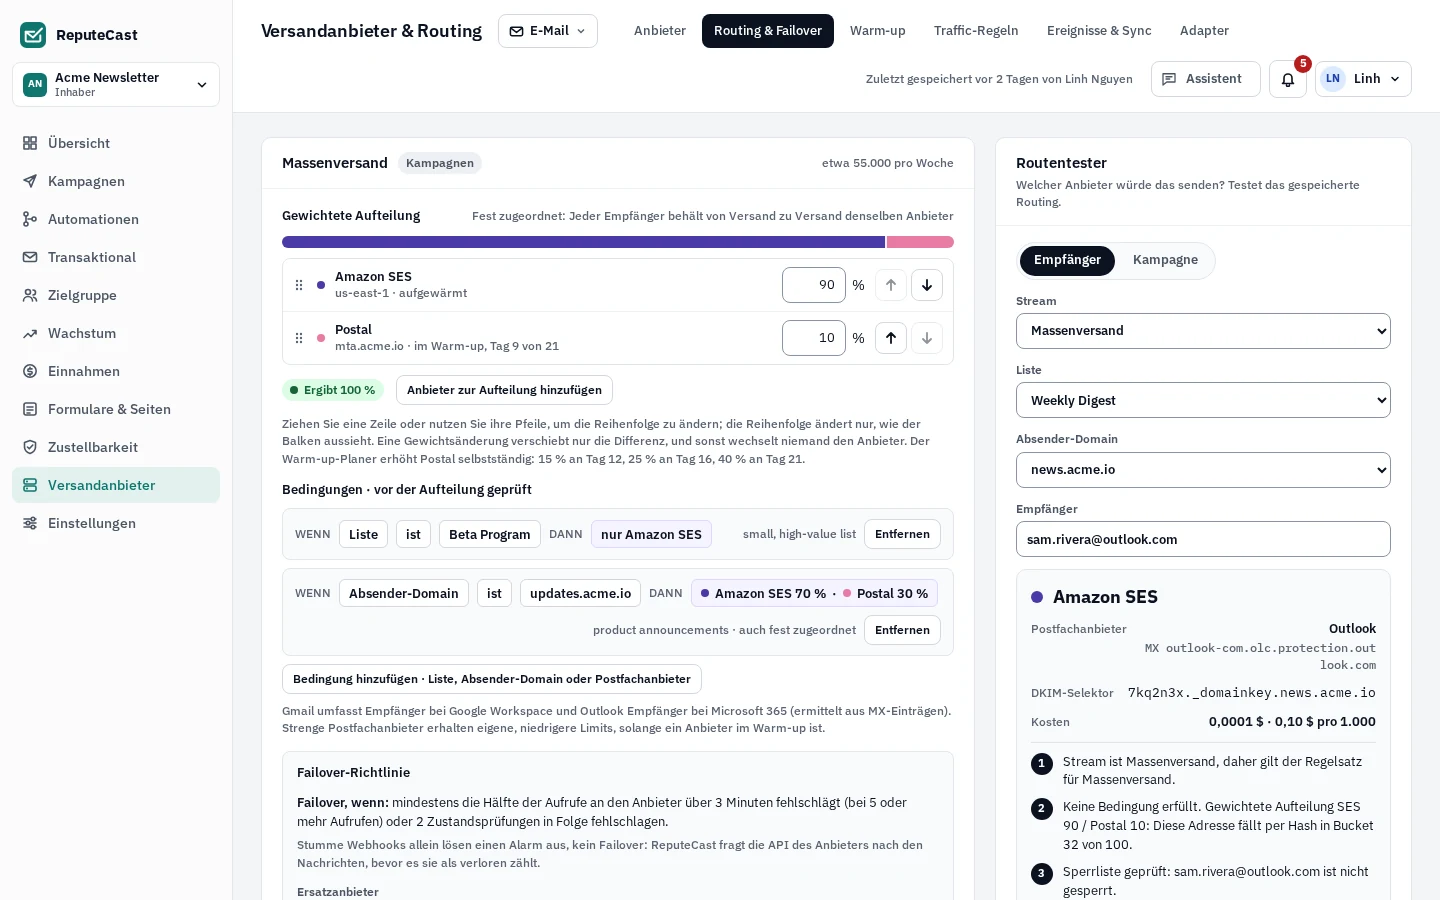 ReputeCast
AN
Acme Newsletter
Inhaber
Übersicht
Kampagnen
Automationen
Transaktional
Zielgruppe
Wachstum
Einnahmen
Formulare & Seiten
Zustellbarkeit
Versandanbieter
Einstellungen
Versandanbieter & Routing
E-Mail
Anbieter
Routing & Failover
Warm-up
Traffic-Regeln
Ereignisse & Sync
Adapter
Zuletzt gespeichert vor 2 Tagen von Linh Nguyen
Assistent
5
LN
Linh
Massenversand
Kampagnen
etwa 55.000 pro Woche
Gewichtete Aufteilung
Fest zugeordnet: Jeder Empfänger behält von Versand zu Versand denselben Anbieter
Amazon SES
us-east-1 · aufgewärmt
90 %
Postal
mta.acme.io · im Warm-up, Tag 9 von 21
10 %
Ergibt 100 %
Anbieter zur Aufteilung hinzufügen
Ziehen Sie eine Zeile oder nutzen Sie ihre Pfeile, um die Reihenfolge zu ändern; die Reihenfolge ändert nur, wie der
Balken aussieht. Eine Gewichtsänderung verschiebt nur die Differenz, und sonst wechselt niemand den Anbieter. Der
Warm-up-Planer erhöht Postal selbstständig: 15 % an Tag 12, 25 % an Tag 16, 40 % an Tag 21.
Bedingungen · vor der Aufteilung geprüft
WENN Liste ist Beta Program DANN nur Amazon SES small, high-value list Entfernen
WENN Absender-Domain ist updates.acme.io DANN Amazon SES 70 % · Postal 30 %
product announcements · auch fest zugeordnet Entfernen
Bedingung hinzufügen · Liste, Absender-Domain oder Postfachanbieter
Gmail umfasst Empfänger bei Google Workspace und Outlook Empfänger bei Microsoft 365 (ermittelt aus MX-Einträgen).
Strenge Postfachanbieter erhalten eigene, niedrigere Limits, solange ein Anbieter im Warm-up ist.
Failover-Richtlinie
Failover, wenn: mindestens die Hälfte der Aufrufe an den Anbieter über 3 Minuten fehlschlägt (bei 5 oder
mehr Aufrufen) oder 2 Zustandsprüfungen in Folge fehlschlagen.
Stumme Webhooks allein lösen einen Alarm aus, kein Failover: ReputeCast fragt die API des Anbieters nach den
Nachrichten, bevor es sie als verloren zählt.
Ersatzanbieter
Routentester
Welcher Anbieter würde das senden? Testet das gespeicherte
Routing.
Empfänger
Kampagne
Stream
Massenversand
Liste
Weekly Digest
Absender-Domain
news.acme.io
Empfänger
sam.rivera@outlook.com
Amazon SES
Postfachanbieter Outlook
MX outlook-com.olc.protection.out
look.com
DKIM-Selektor 7kq2n3x._domainkey.news.acme.io
Kosten 0,0001 $ · 0,10 $ pro 1.000
1 Stream ist Massenversand, daher gilt der Regelsatz
für Massenversand.
2 Keine Bedingung erfüllt. Gewichtete Aufteilung SES
90 / Postal 10: Diese Adresse fällt per Hash in Bucket
32 von 100.
3 Sperrliste geprüft: sam.rivera@outlook.com ist nicht
gesperrt.